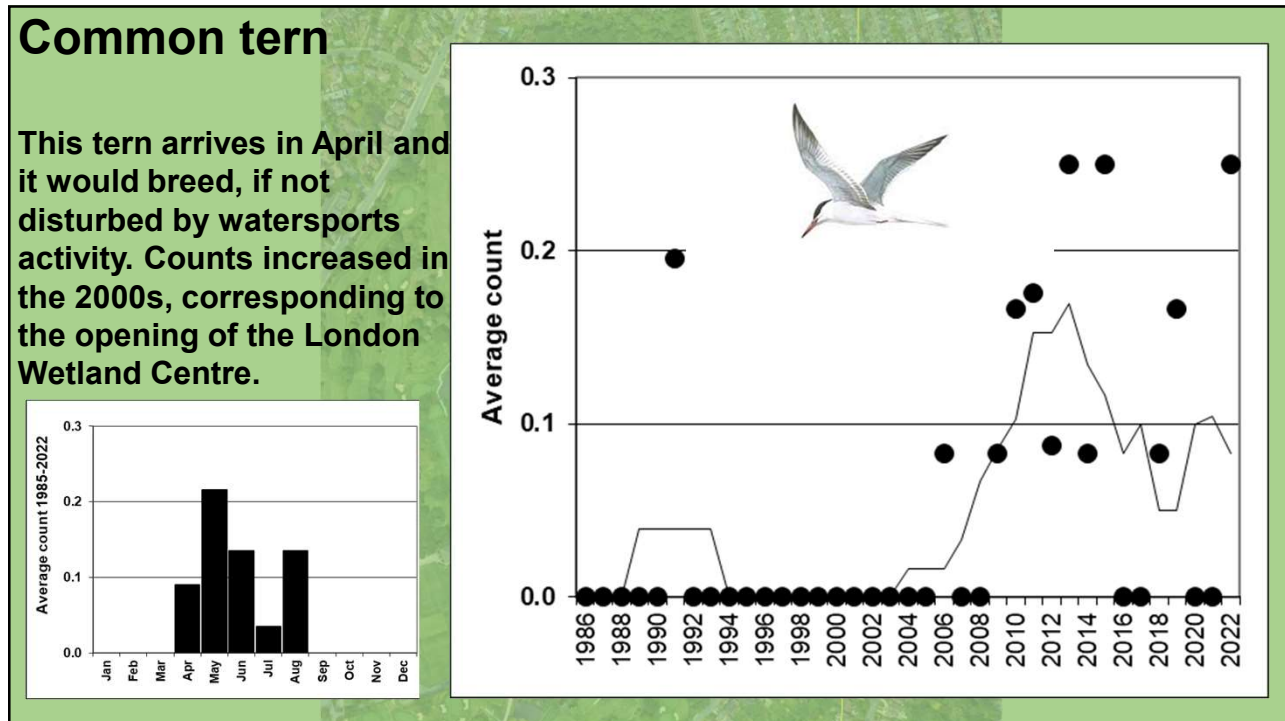 Common tern
This tern arrives in April and
it would breed, if not
disturbed by watersports
activity. Counts increased in
the 2000s, corresponding to
the opening of the London
Wetland Centre.
Average count 1985-2022
0.3
0.2
0.1
0.0
Jan Feb Mar Apr May Jun Jul Aug Sep Oct Nov Dec
Average count
0.3
0.2
0.1
0.0
1986 1988 1990 1992 1994 1996 1998 2000 2002 2004 2006 2008 2010 2012 2014 2016 2018 2020 2022